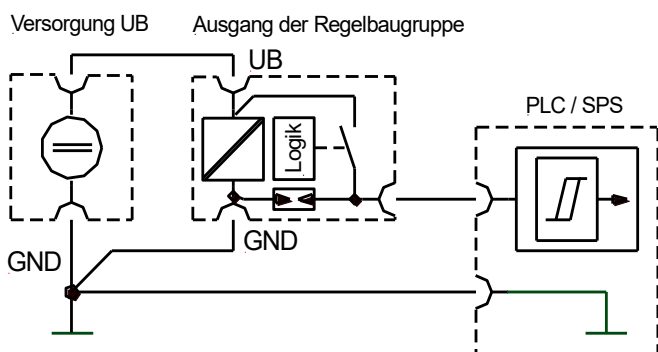 Versorgung UB
Ausgang der Regelbaugruppe
UB
PLC / SPS
Logik
GND
GND